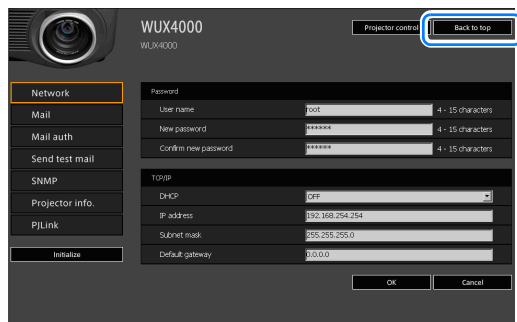 WUX4000
WUX4000
Projector control
Back to top
Network
Mail
Mail auth
Send test mail
SNMP
Projector info.
PJLink
Initialize
Password
User name root 4 - 15 characters
New password ****** 4 - 15 characters
Confirm new password ****** 4 - 15 characters
TCP/IP
DHCP OFF
IP address 192.168.254.254
Subnet mask 255.255.255.0
Default gateway 0.0.0.0
OK Cancel